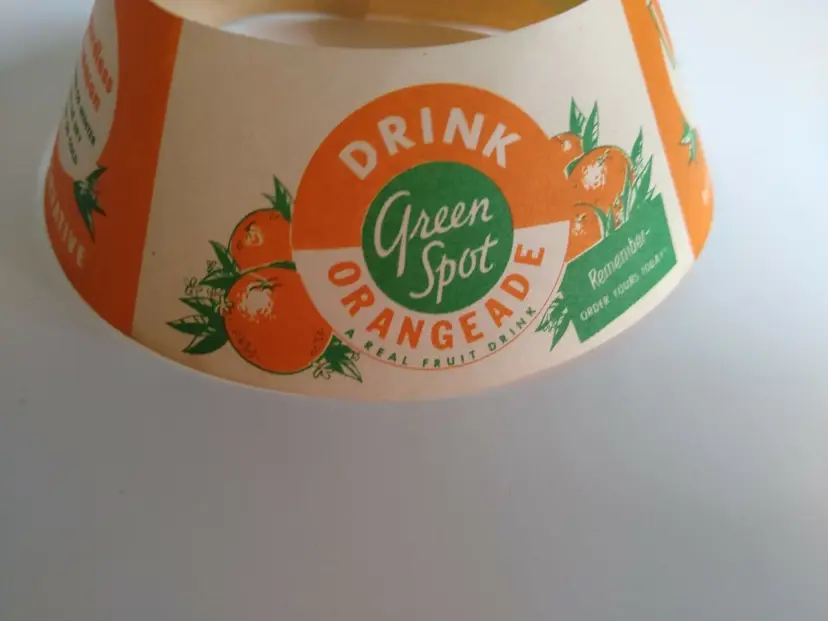 DRINK
Green
Spot
ORANGEADE
A REAL FRUIT DRINK
Remember-
ORDER YOURS TODAY